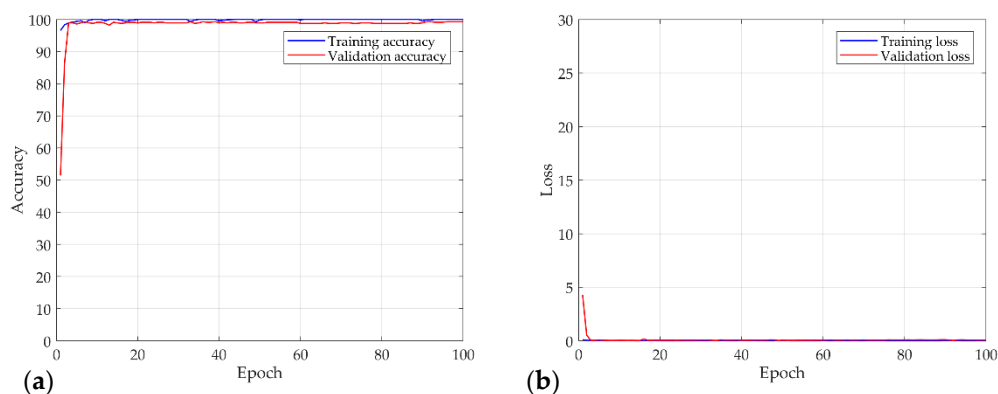 100
90
80
70
60
50
40
30
20
10
0
Accuracy
Training accuracy
Validation accuracy
0 20 40 60 80 100
Epoch
(a)
30
25
20
15
10
5
0
Loss
Training loss
Validation loss
0 20 40 60 80 100
Epoch
(b)